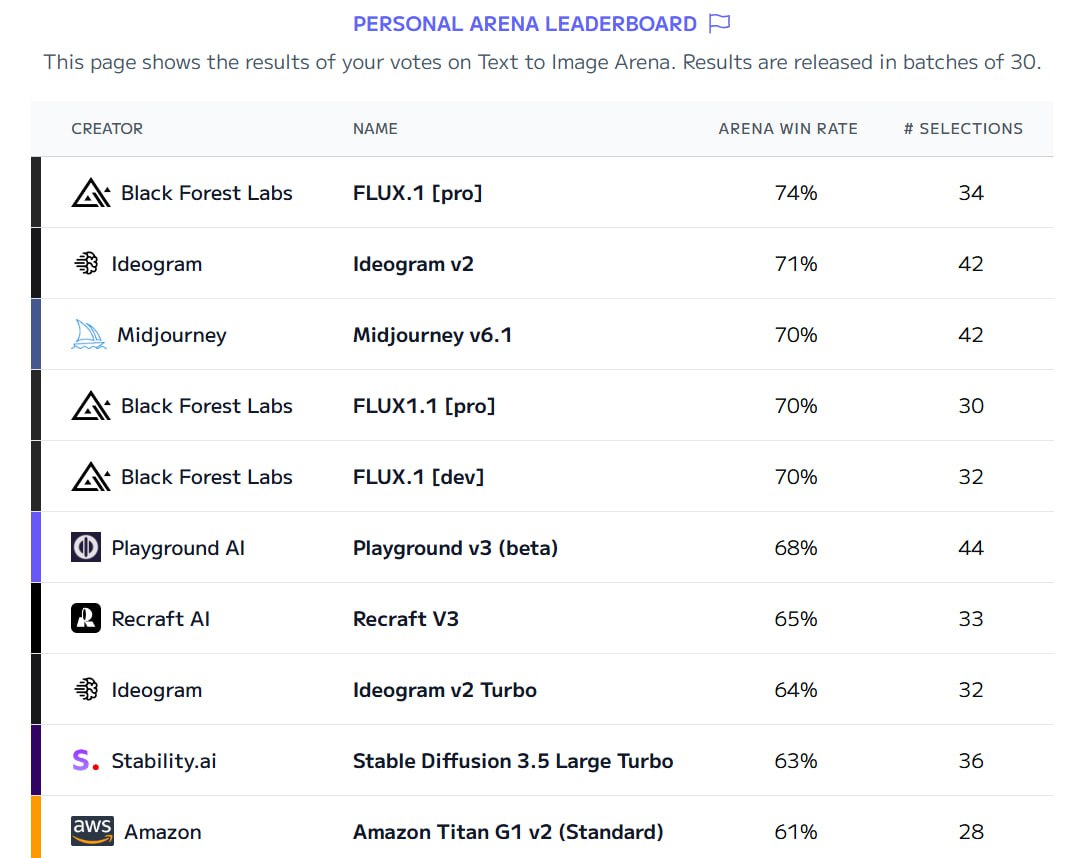 PERSONAL ARENA LEADERBOARD
This page shows the results of your votes on Text to Image Arena. Results are released in batches of 30.
CREATOR NAME ARENA WIN RATE # SELECTIONS
Black Forest Labs FLUX.1 [pro] 74% 34
Ideogram Ideogram v2 71% 42
Midjourney Midjourney v6.1 70% 42
Black Forest Labs FLUX1.1 [pro] 70% 30
Black Forest Labs FLUX.1 [dev] 70% 32
Playground AI Playground v3 (beta) 68% 44
R Recraft AI Recraft V3 65% 33
Ideogram Ideogram v2 Turbo 64% 32
S. Stability.ai Stable Diffusion 3.5 Large Turbo 63% 36
aws Amazon Amazon Titan G1 v2 (Standard) 61% 28